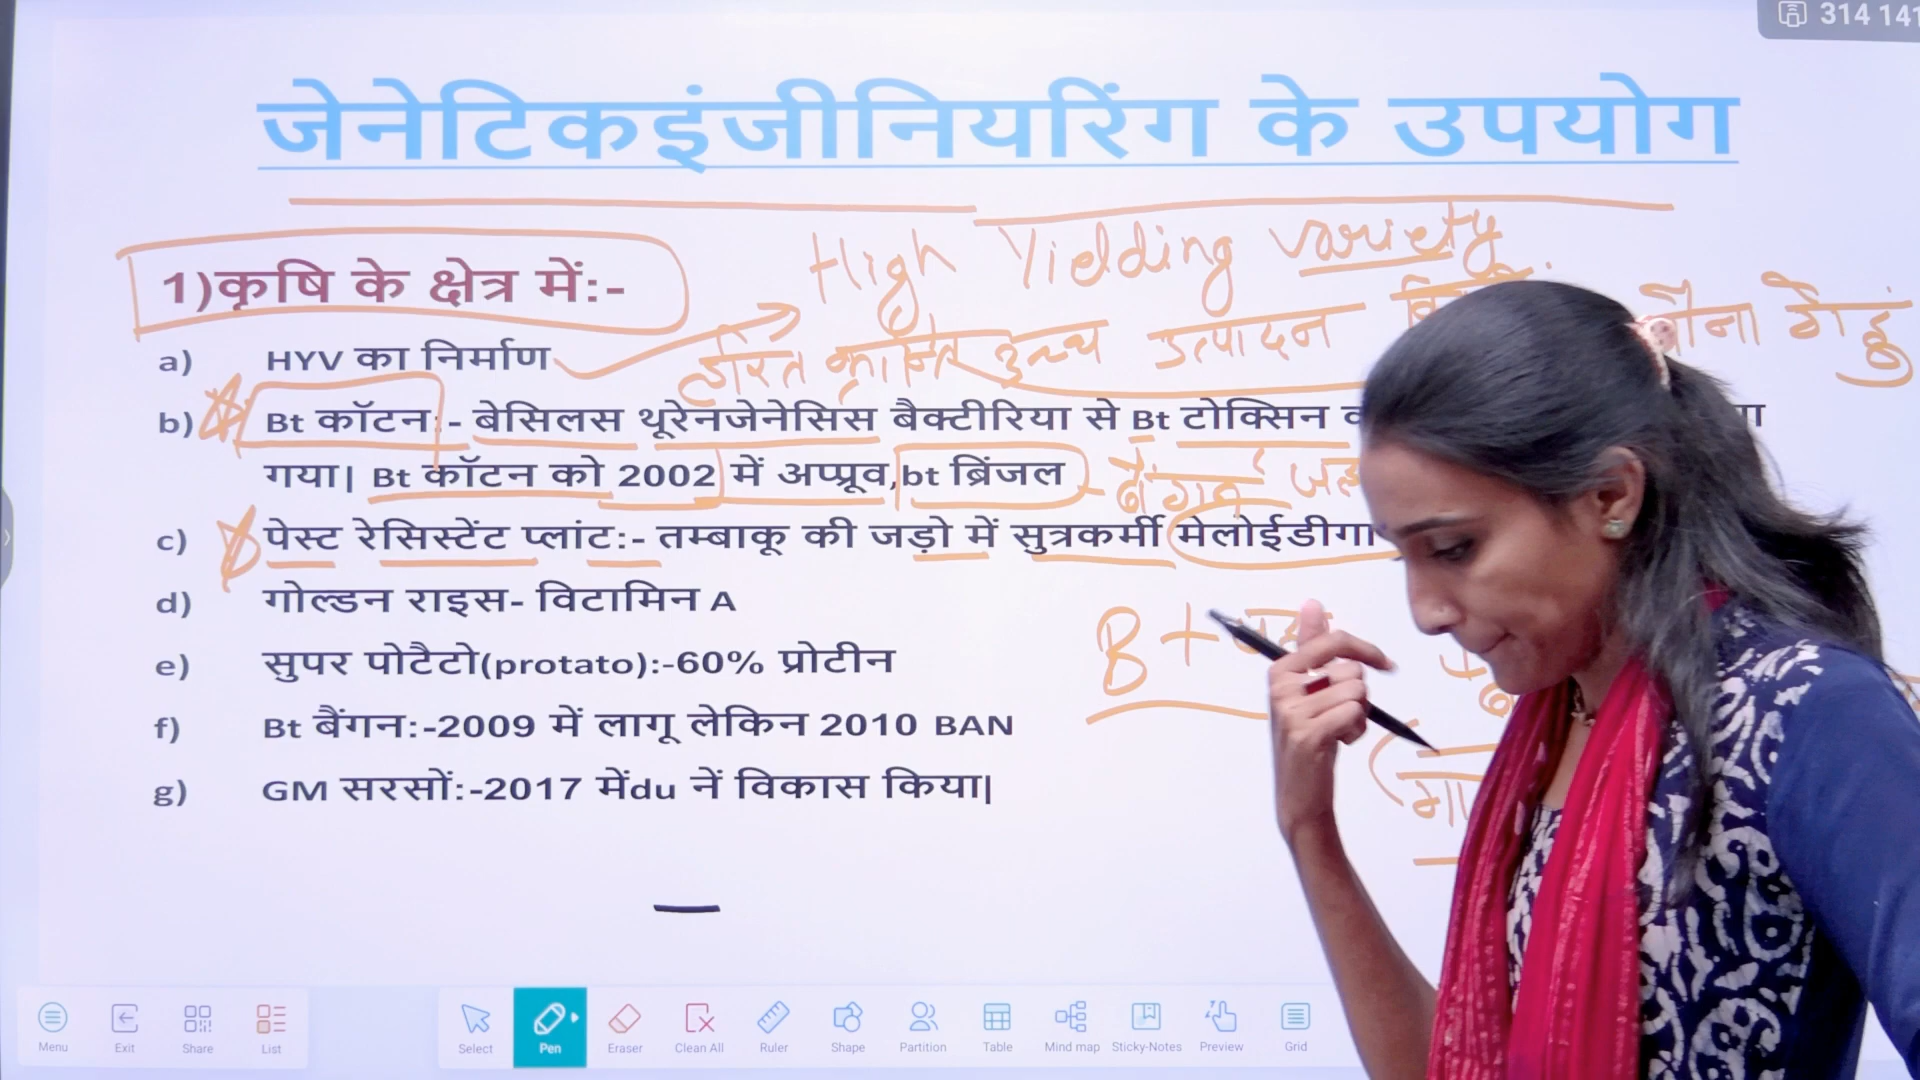 314 141
जेनेटिकइंजीनियरिंग के उपयोग
High Yielding variety
1)कृषि के क्षेत्र में:-
a) HYV का निर्माण
हरित क्रान्ति उच्च उत्पादन
गेहूं
b) Bt कॉटन:- बेसिलस थूरेनजेनेसिस बैक्टीरिया से Bt टोक्सिन
गया| Bt कॉटन को 2002 में अप्प्रूव,bt ब्रिंजल - बैंगन
c) पेस्ट रेसिस्टेंट प्लांट:- तम्बाकू की जड़ो में सुत्रकर्मी मेलोईडीगा
d) गोल्डन राइस- विटामिन A
B+
e) सुपर पोटैटो(protato):-60% प्रोटीन
f) Bt बैंगन:-2009 में लागू लेकिन 2010 BAN
g) GM सरसों:-2017 मेंdu नें विकास किया|
Menu Exit Share List Select Pen Eraser Clean All Ruler Shape Partition Table Mind map Sticky-Notes Preview Grid